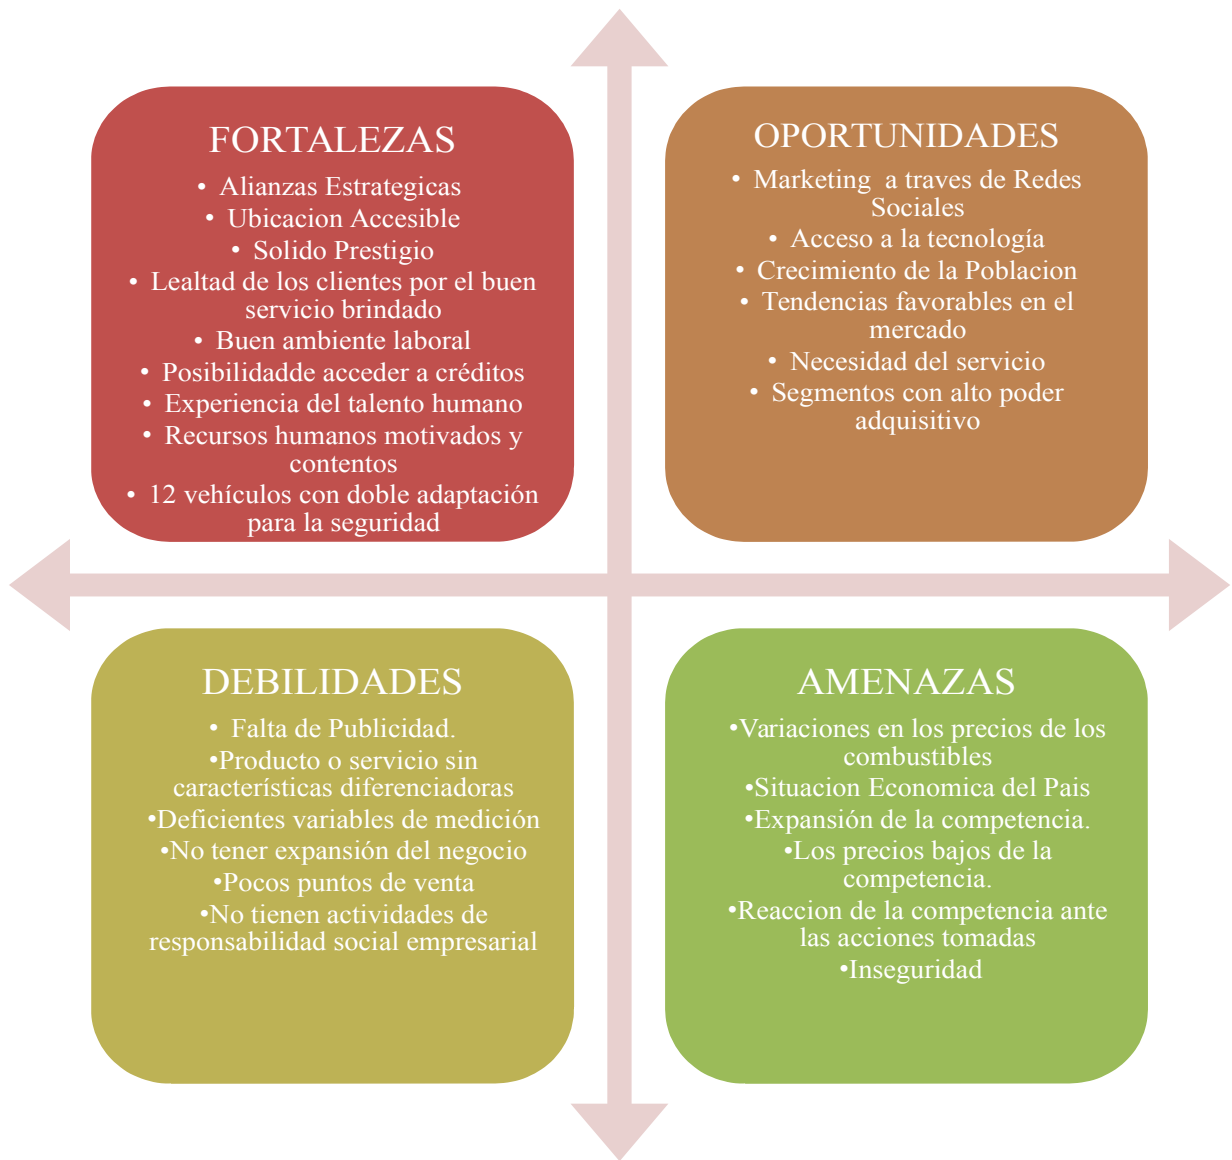 FORTALEZAS
• Alianzas Estrategicas
• Ubicacion Accesible
• Solido Prestigio
• Lealtad de los clientes por el buen
servicio brindado
• Buen ambiente laboral
• Posibilidadde acceder a créditos
• Experiencia del talento humano
• Recursos humanos motivados y
contentos
• 12 vehículos con doble adaptación
para la seguridad
OPORTUNIDADES
• Marketing a traves de Redes
Sociales
• Acceso a la tecnología
• Crecimiento de la Poblacion
• Tendencias favorables en el
mercado
• Necesidad del servicio
• Segmentos con alto poder
adquisitivo
DEBILIDADES
• Falta de Publicidad.
•Producto o servicio sin
características diferenciadoras
•Deficientes variables de medición
•No tener expansión del negocio
•Pocos puntos de venta
•No tienen actividades de
responsabilidad social empresarial
AMENAZAS
•Variaciones en los precios de los
combustibles
•Situacion Economica del Pais
•Expansión de la competencia.
•Los precios bajos de la
competencia.
•Reaccion de la competencia ante
las acciones tomadas
•Inseguridad